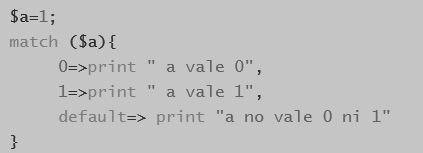 $a=1;
match ($a){
0=>print " a vale 0",
1=>print " a vale 1",
default=> print "a no vale 0 ni 1"
}